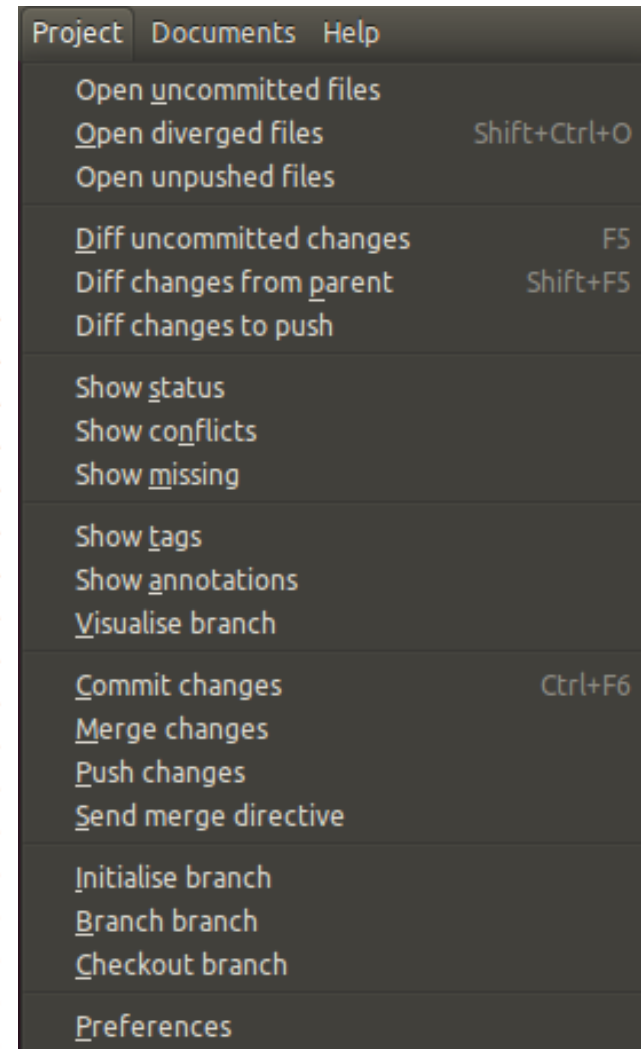 Project Documents Help
Open uncommitted files
Open diverged files Shift+Ctrl+O
Open unpushed files
Diff uncommitted changes F5
Diff changes from parent Shift+F5
Diff changes to push
Show status
Show conflicts
Show missing
Show tags
Show annotations
Visualise branch
Commit changes Ctrl+F6
Merge changes
Push changes
Send merge directive
Initialise branch
Branch branch
Checkout branch
Preferences